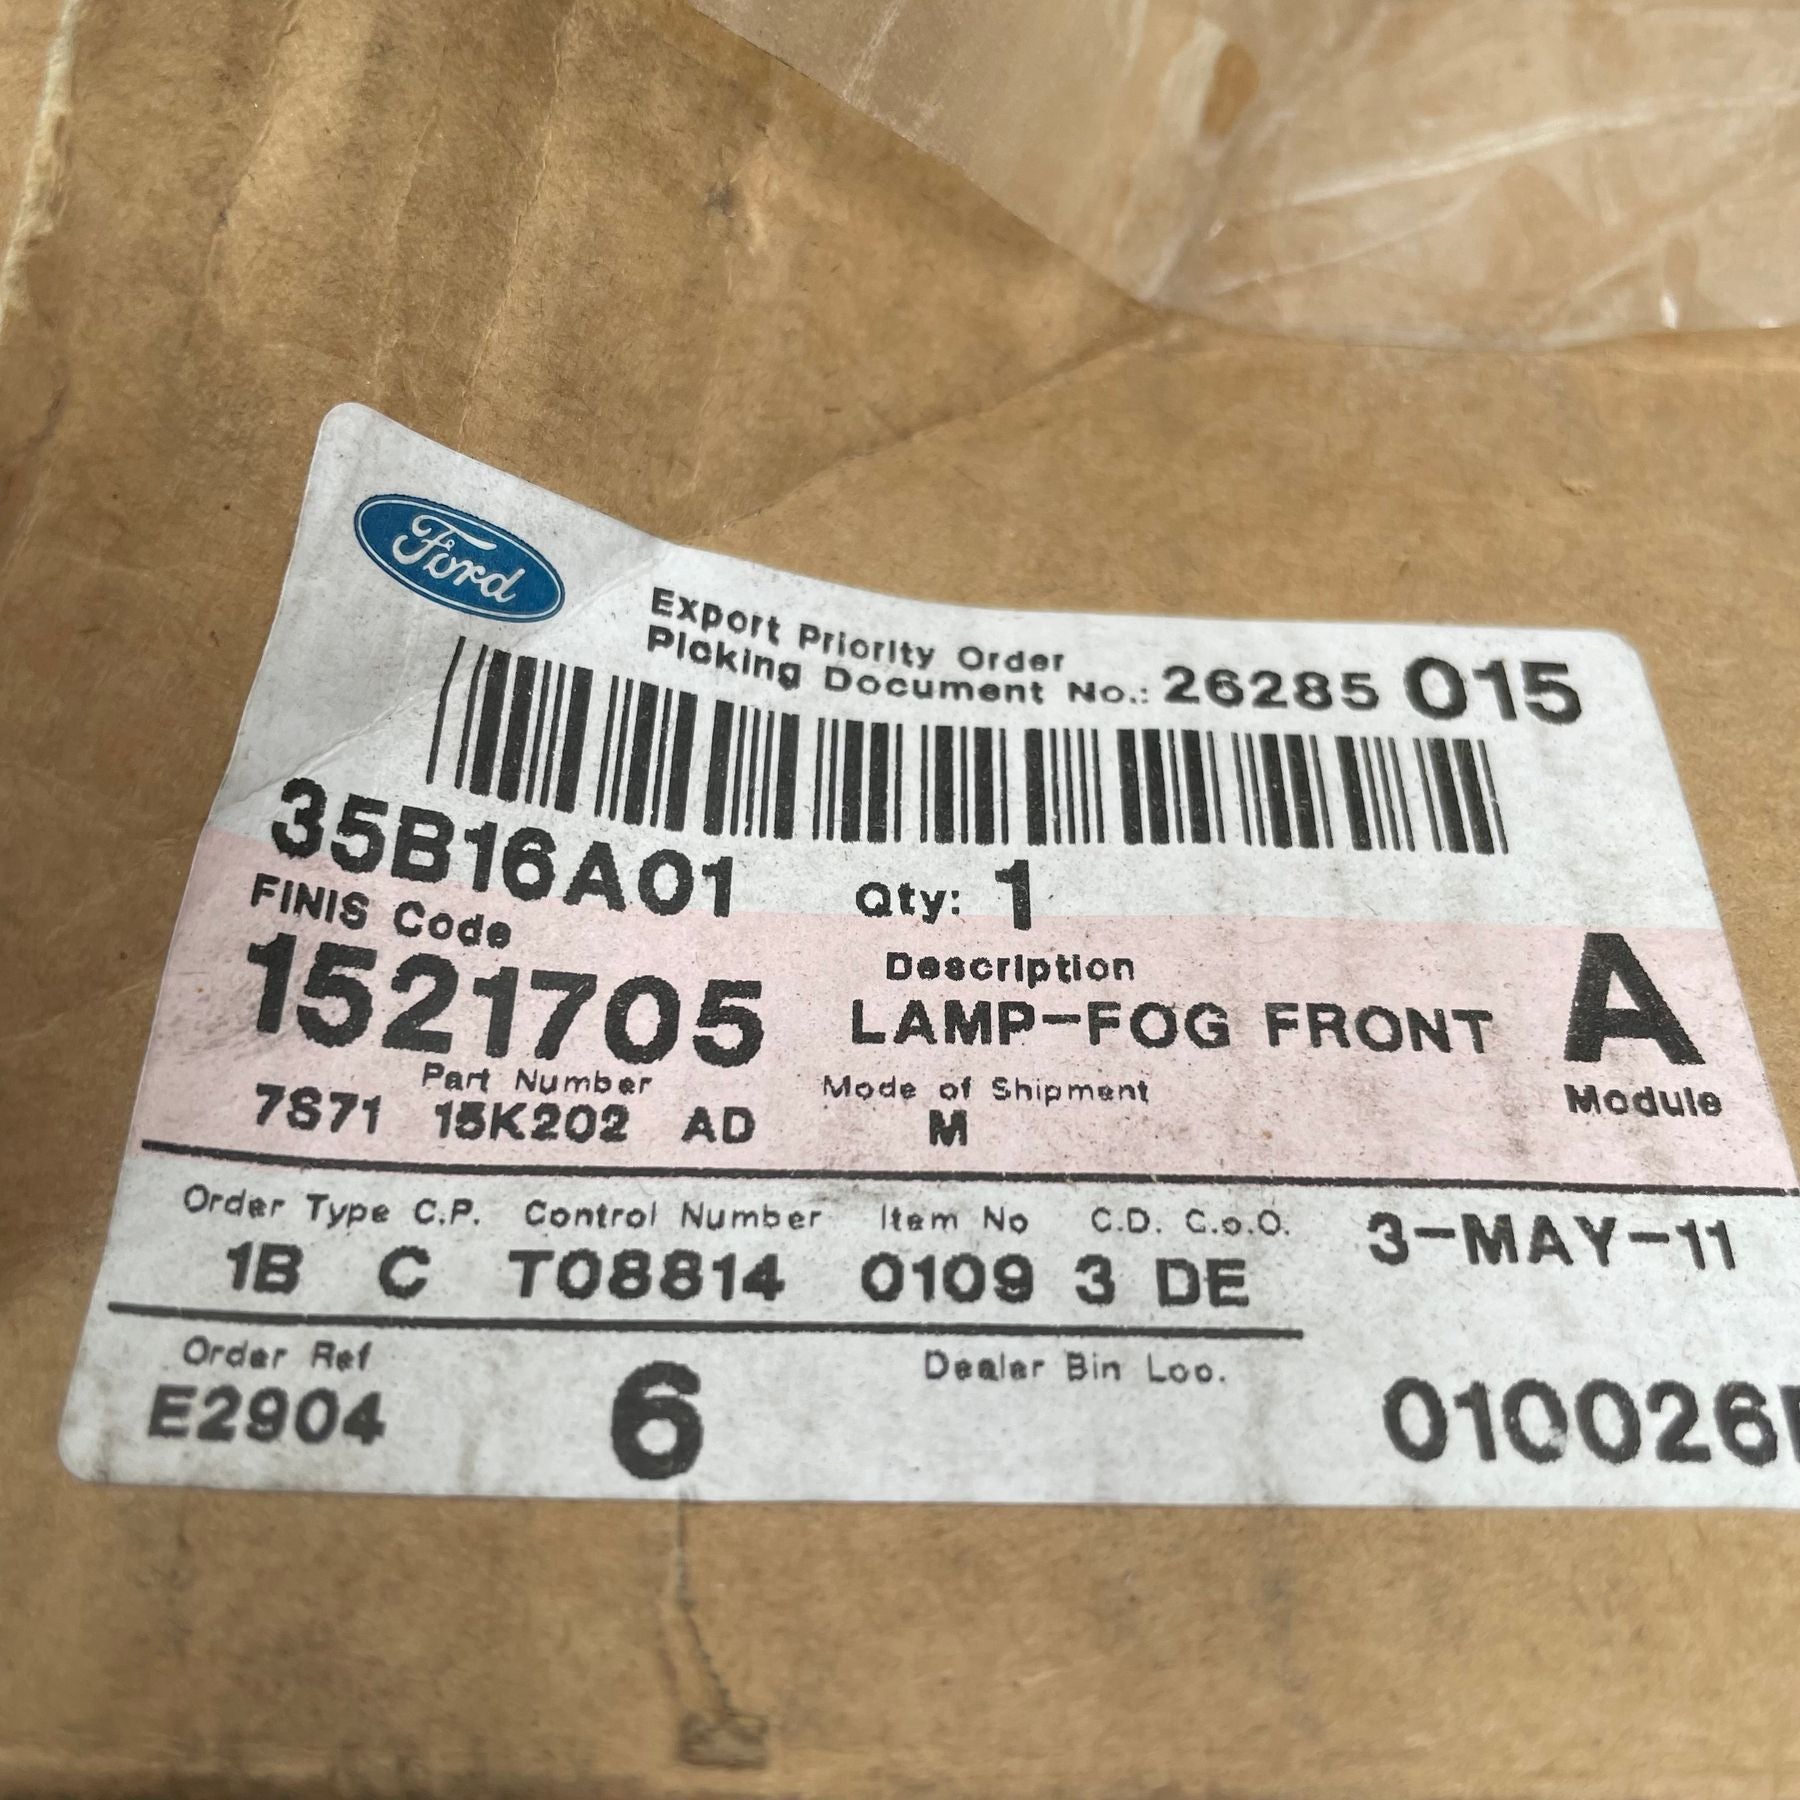 Ford
Export Priority Order
Picking Document No.: 26285 015
35B16A01 Qty: 1
FINIS Code
1521705
Description
LAMP-FOG FRONT
A
Module
Part Number
7S71 15K202 AD
Mode of Shipment
M
Order Type C.P. Control Number Item No C.D. C.o.O.
1B C T08814 0109 3 DE
3-MAY-11
Order Ref
E2904
6
Dealer Bin Loc.
010026